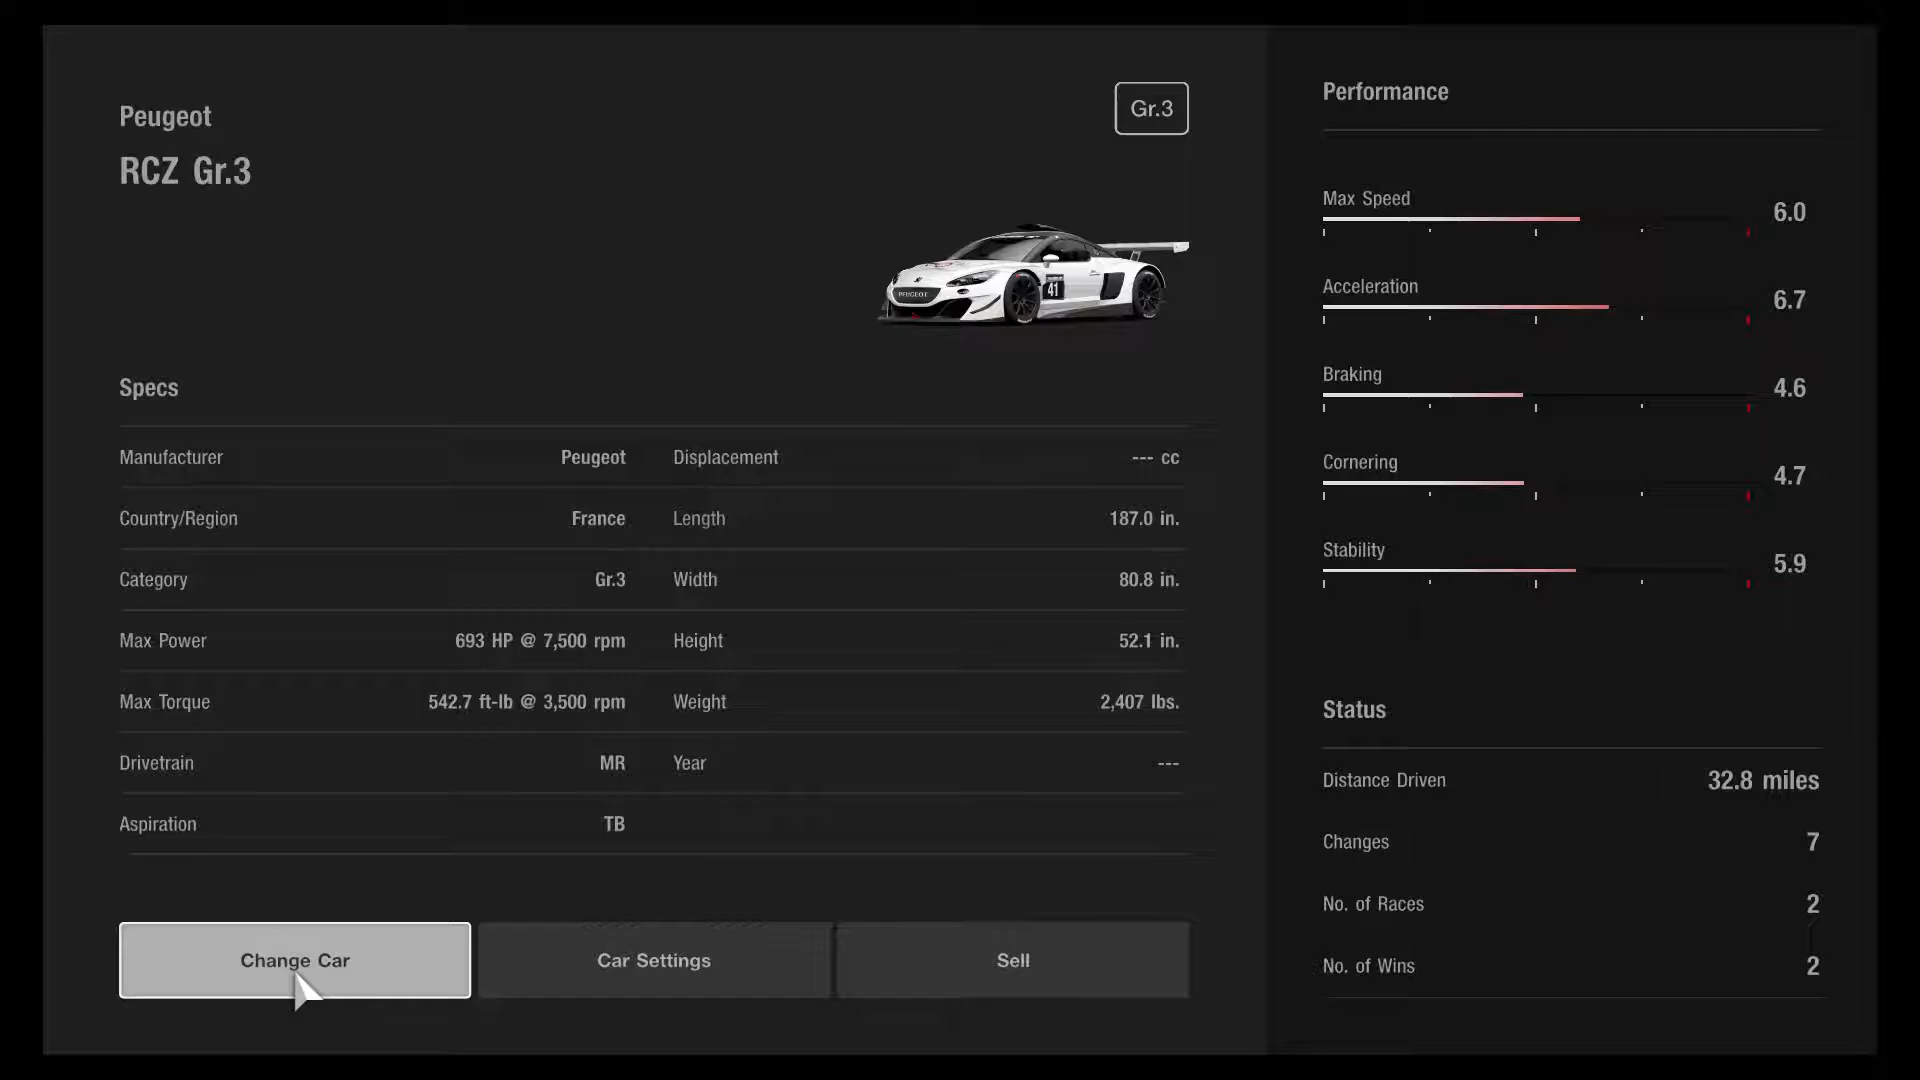 Peugeot
RCZ Gr.3
Gr.3
PEUGEOT
41
Specs
Manufacturer Peugeot
Displacement --- cc
Country/Region France
Length 187.0 in.
Category Gr.3
Width 80.8 in.
Max Power 693 HP @ 7,500 rpm
Height 52.1 in.
Max Torque 542.7 ft-lb @ 3,500 rpm
Weight 2,407 lbs.
Drivetrain MR
Year ---
Aspiration TB
Change Car
Car Settings
Sell
Performance
Max Speed 6.0
Acceleration 6.7
Braking 4.6
Cornering 4.7
Stability 5.9
Status
Distance Driven 32.8 miles
Changes 7
No. of Races 2
No. of Wins 2